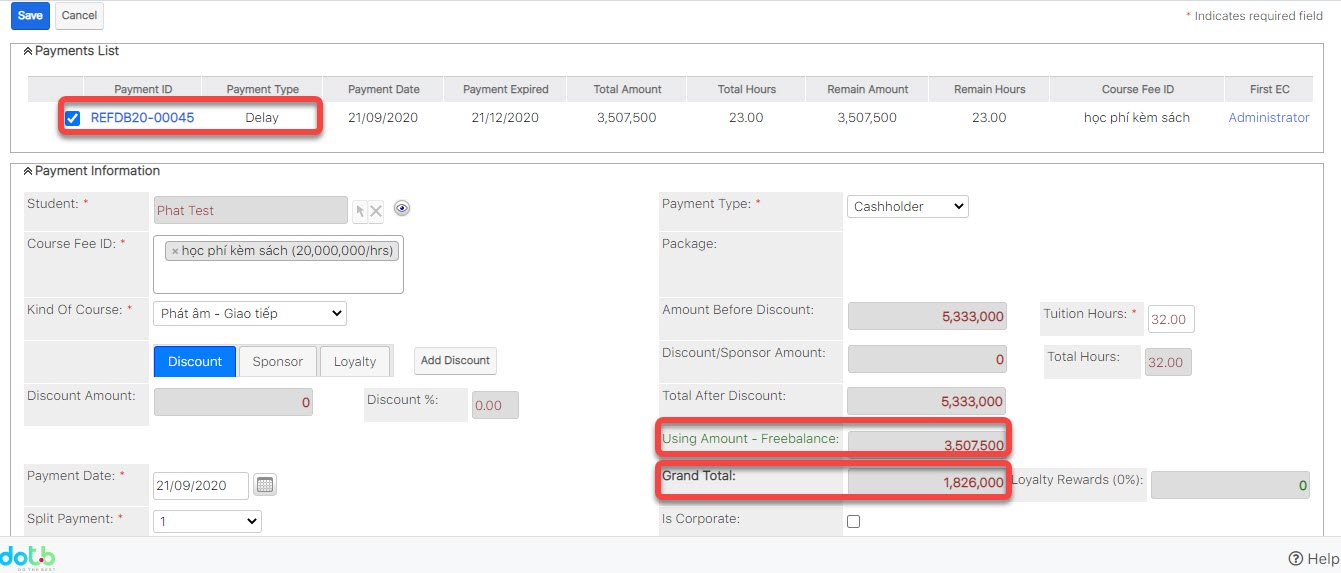 Save Cancel * Indicates required field
Payments List
Payment ID Payment Type Payment Date Payment Expired Total Amount Total Hours Remain Amount Remain Hours Course Fee ID First EC
REFDB20-00045 Delay 21/09/2020 21/12/2020 3,507,500 23.00 3,507,500 23.00 học phí kèm sách Administrator
Payment Information
Student: * Phat Test Payment Type: * Cashholder
Course Fee ID: * × học phí kèm sách (20,000,000/hrs) Package:
Kind Of Course: * Phát âm - Giao tiếp Amount Before Discount: 5,333,000 Tuition Hours: * 32.00
Discount Sponsor Loyalty Add Discount Discount/Sponsor Amount: 0 Total Hours: 32.00
Discount Amount: 0 Discount %: 0.00 Total After Discount: 5,333,000
Using Amount - Freebalance: 3,507,500
Payment Date: * 21/09/2020 Grand Total: 1,826,000 Loyalty Rewards (0%): 0
Split Payment: * 1 Is Corporate:
dotb
GO THE BEST
? Help